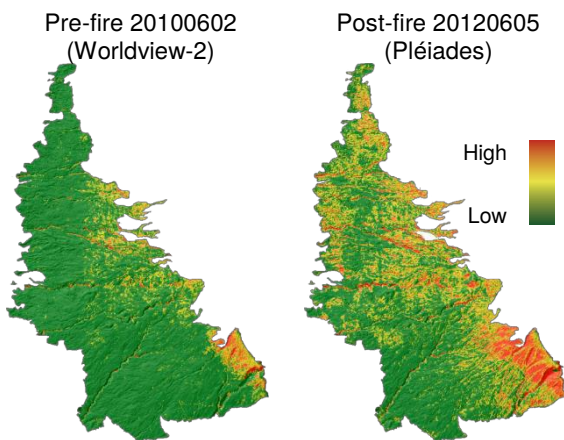 Pre-fire 20100602
(Worldview-2)
Post-fire 20120605
(Pléiades)
High
Low